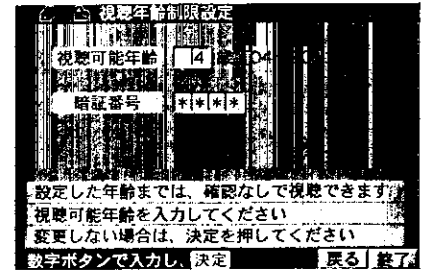 視聴年齢制限設定
視聴可能年齢 4
暗証番号 ****
設定した年齢までは、確認なしで視聴できます
視聴可能年齢を入力してください
変更しない場合は、決定を押してください
数字ボタンで入力し、決定 戻る 終了